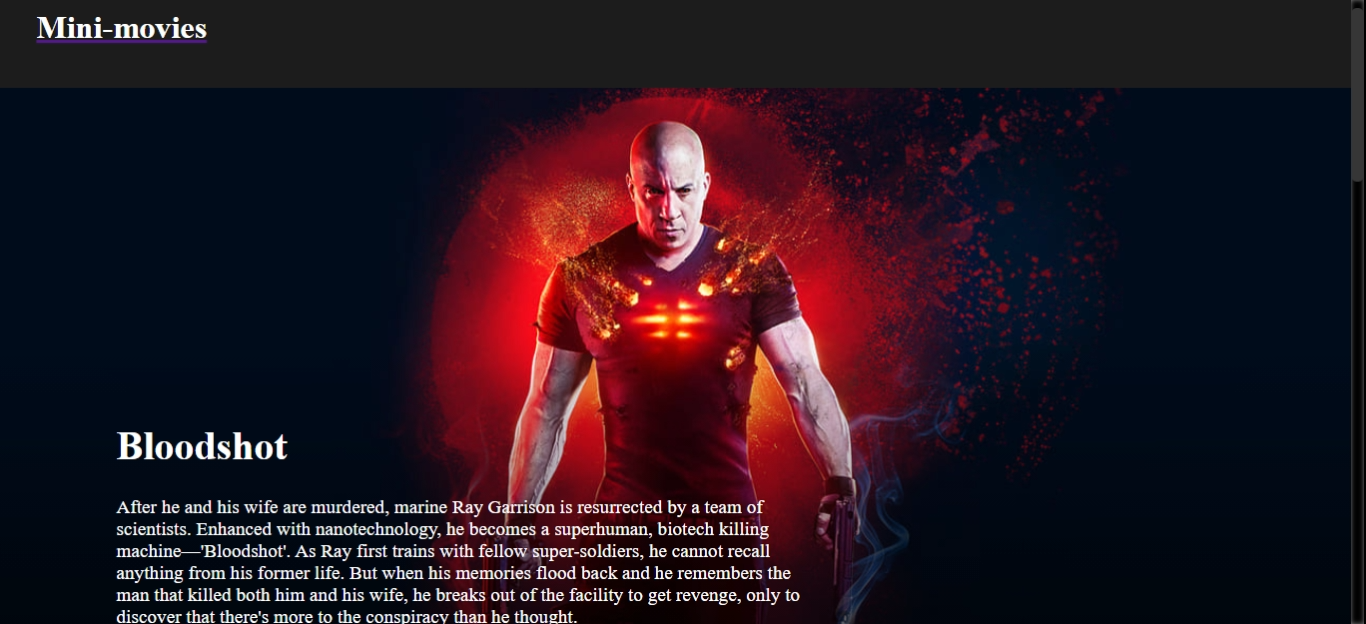 Mini-movies
Bloodshot
After he and his wife are murdered, marine Ray Garrison is resurrected by a team of
scientists. Enhanced with nanotechnology, he becomes a superhuman, biotech killing
machine—'Bloodshot'. As Ray first trains with fellow super-soldiers, he cannot recall
anything from his former life. But when his memories flood back and he remembers the
man that killed both him and his wife, he breaks out of the facility to get revenge, only to
discover that there's more to the conspiracy than he thought.